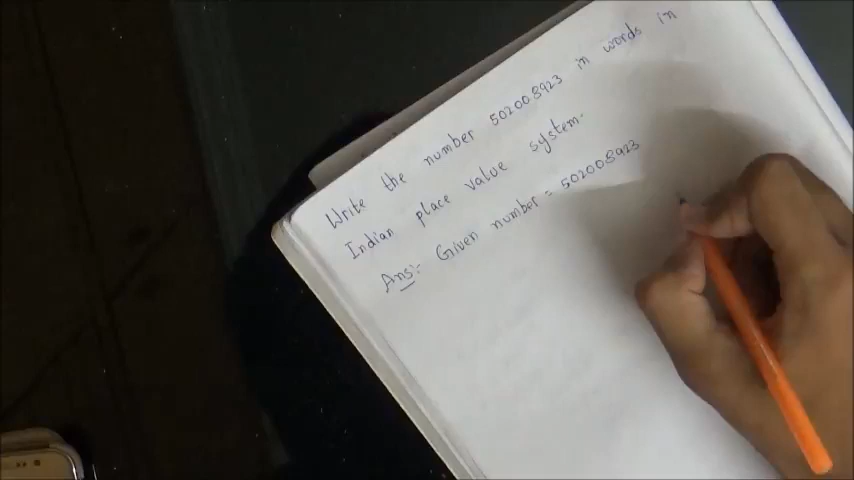 Write the number 502008923 in words in
Indian place value system.
Ans:- Given number = 502008923